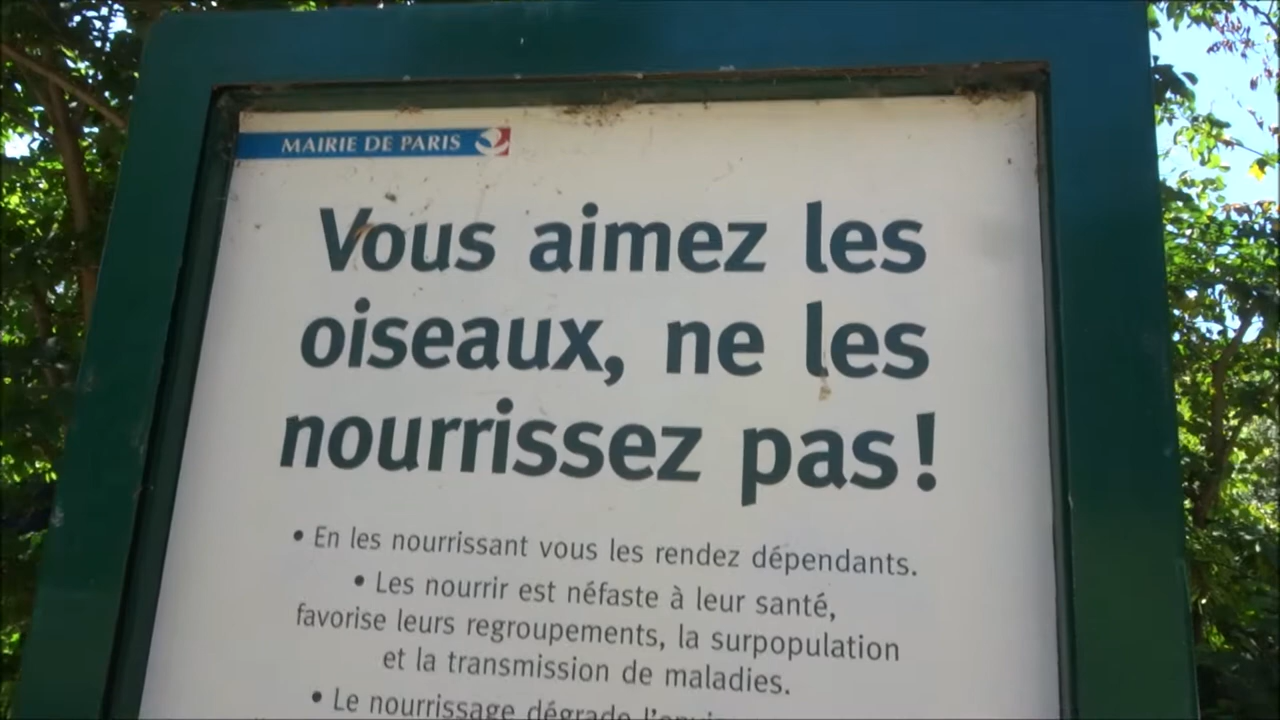 MAIRIE DE PARIS
Vous aimez les
oiseaux, ne les
nourrissez pas !
• En les nourrissant vous les rendez dépendants.
• Les nourrir est néfaste à leur santé,
favorise leurs regroupements, la surpopulation
et la transmission de maladies.
• Le nourrissage dégrade